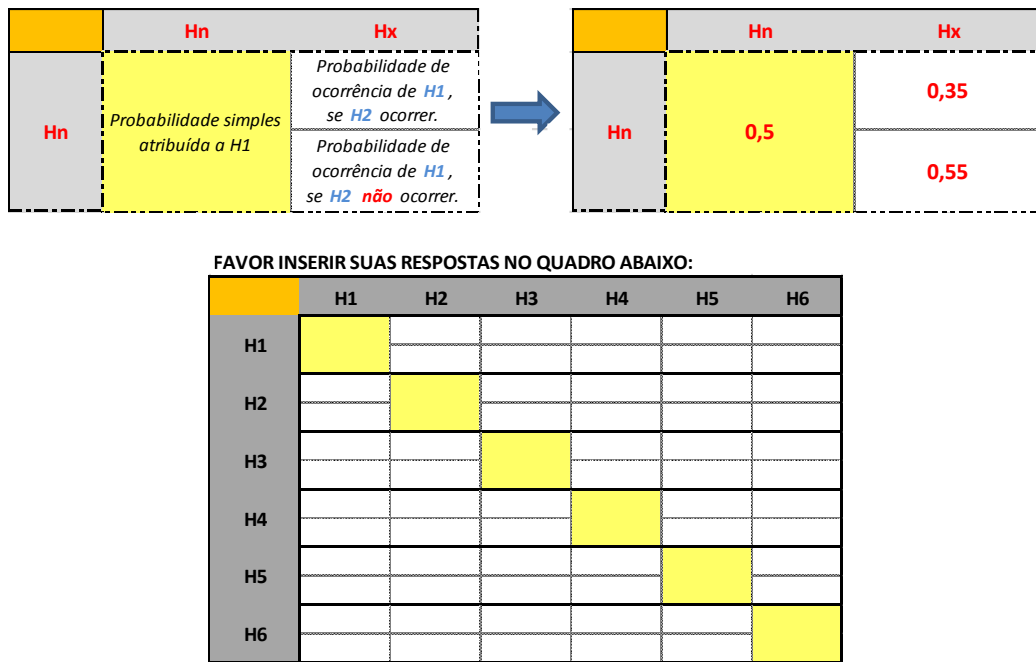 Hn Hx
Hn
Probabilidade simples
atribuída a H1
Probabilidade de
ocorrência de H1,
se H2 ocorrer.
Probabilidade de
ocorrência de H1,
se H2 não ocorrer.
Hn Hx
Hn
0,5
0,35
0,55
FAVOR INSERIR SUAS RESPOSTAS NO QUADRO ABAIXO:
H1 H2 H3 H4 H5 H6
H1
H2
H3
H4
H5
H6